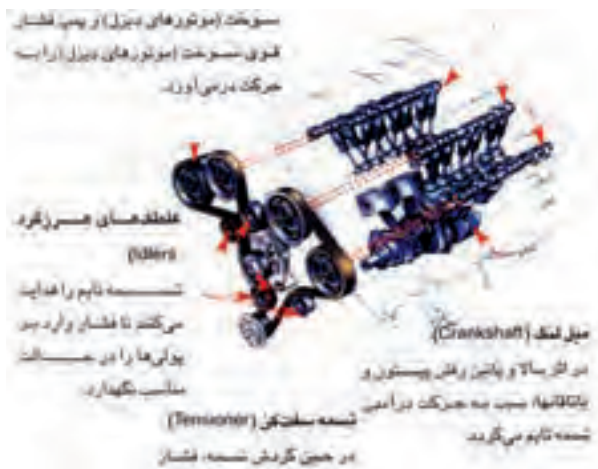 سوخت (موتورهای دیزل) و پمپ فشار
قوی سوخت (موتورهای دیزل) را به
حرکت درمی‌آورد.
غلطک‌های هرزگرد
(Idlers)
تسمه تایم را هدایت
می‌کنند تا فشار وارد بر
پولی‌ها را در حالت
مناسب نگهدارد.
میل لنگ (Crankshaft)
در اثر بالا و پائین رفتن پیستون و
یاتاقانها، سبب به حرکت درآمدن
تسمه تایم می‌گردد.
تسمه سفت‌کن (Tensioner)
در حین گردش تسمه، فشار